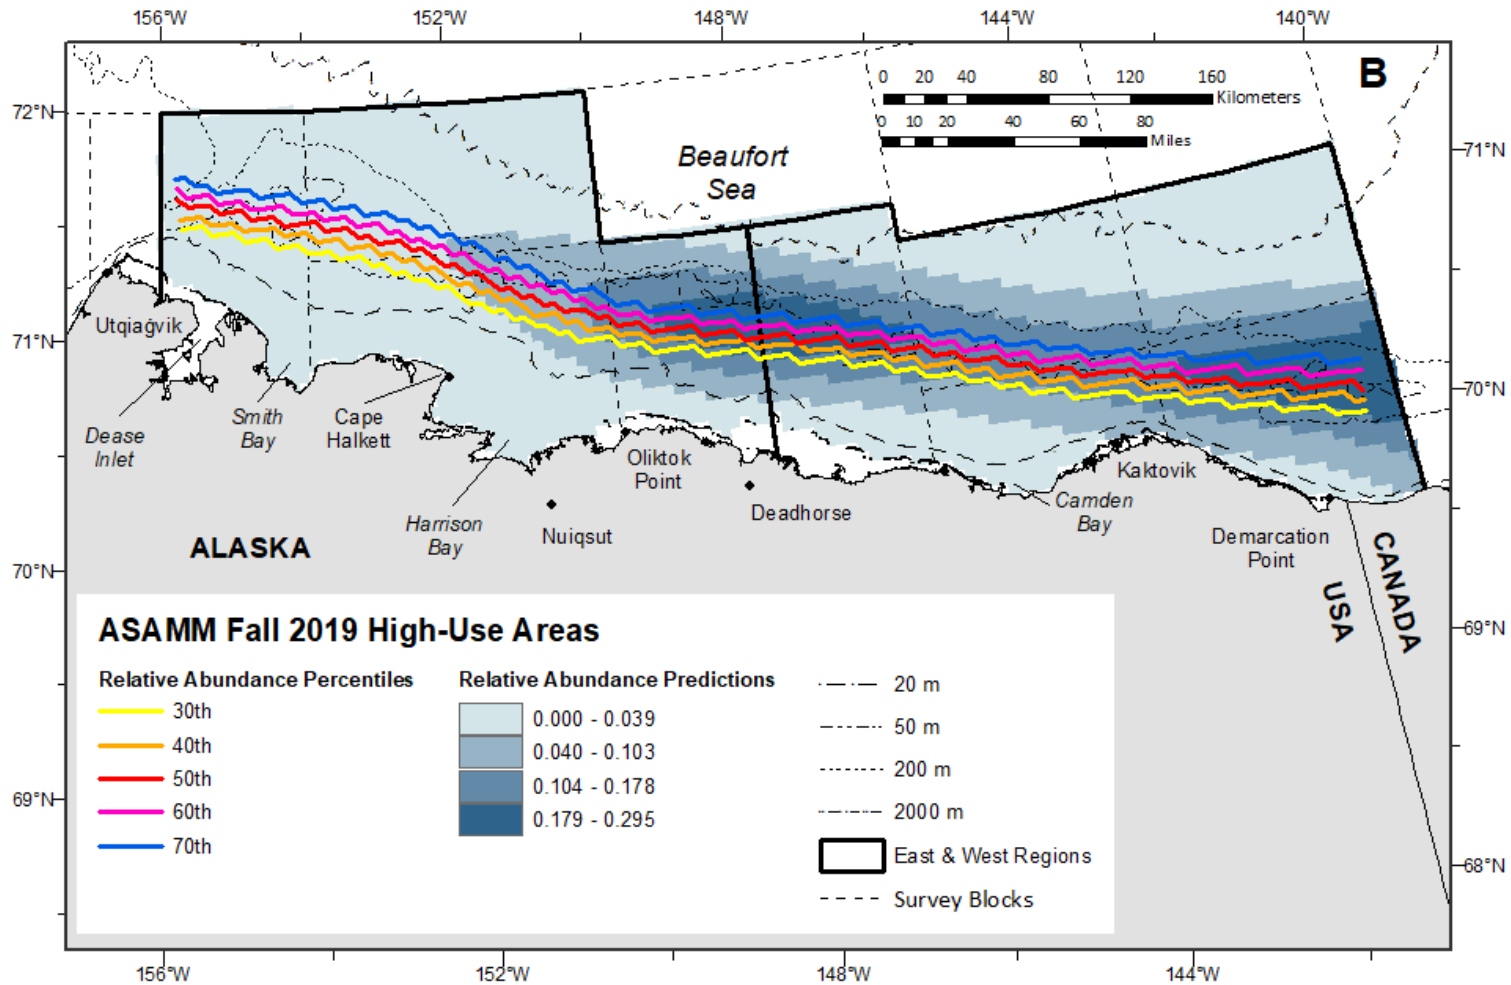 156°W
152°W
148°W
144°W
140°W
B
0 20 40 80 120 160
Kilometers
0 10 20 40 60 80
Miles
72°N
71°N
70°N
69°N
71°N
70°N
69°N
68°N
Beaufort
Sea
Utqiaġvik
Dease
Inlet
Smith
Bay
Cape
Halkett
Harrison
Bay
Oliktok
Point
Nuiqsut
Deadhorse
Kaktovik
Camden
Bay
Demarcation
Point
ALASKA
CANADA
USA
ASAMM Fall 2019 High-Use Areas
Relative Abundance Percentiles
30th
40th
50th
60th
70th
Relative Abundance Predictions
0.000 - 0.039
0.040 - 0.103
0.104 - 0.178
0.179 - 0.295
20 m
50 m
200 m
2000 m
East & West Regions
Survey Blocks
156°W
152°W
148°W
144°W